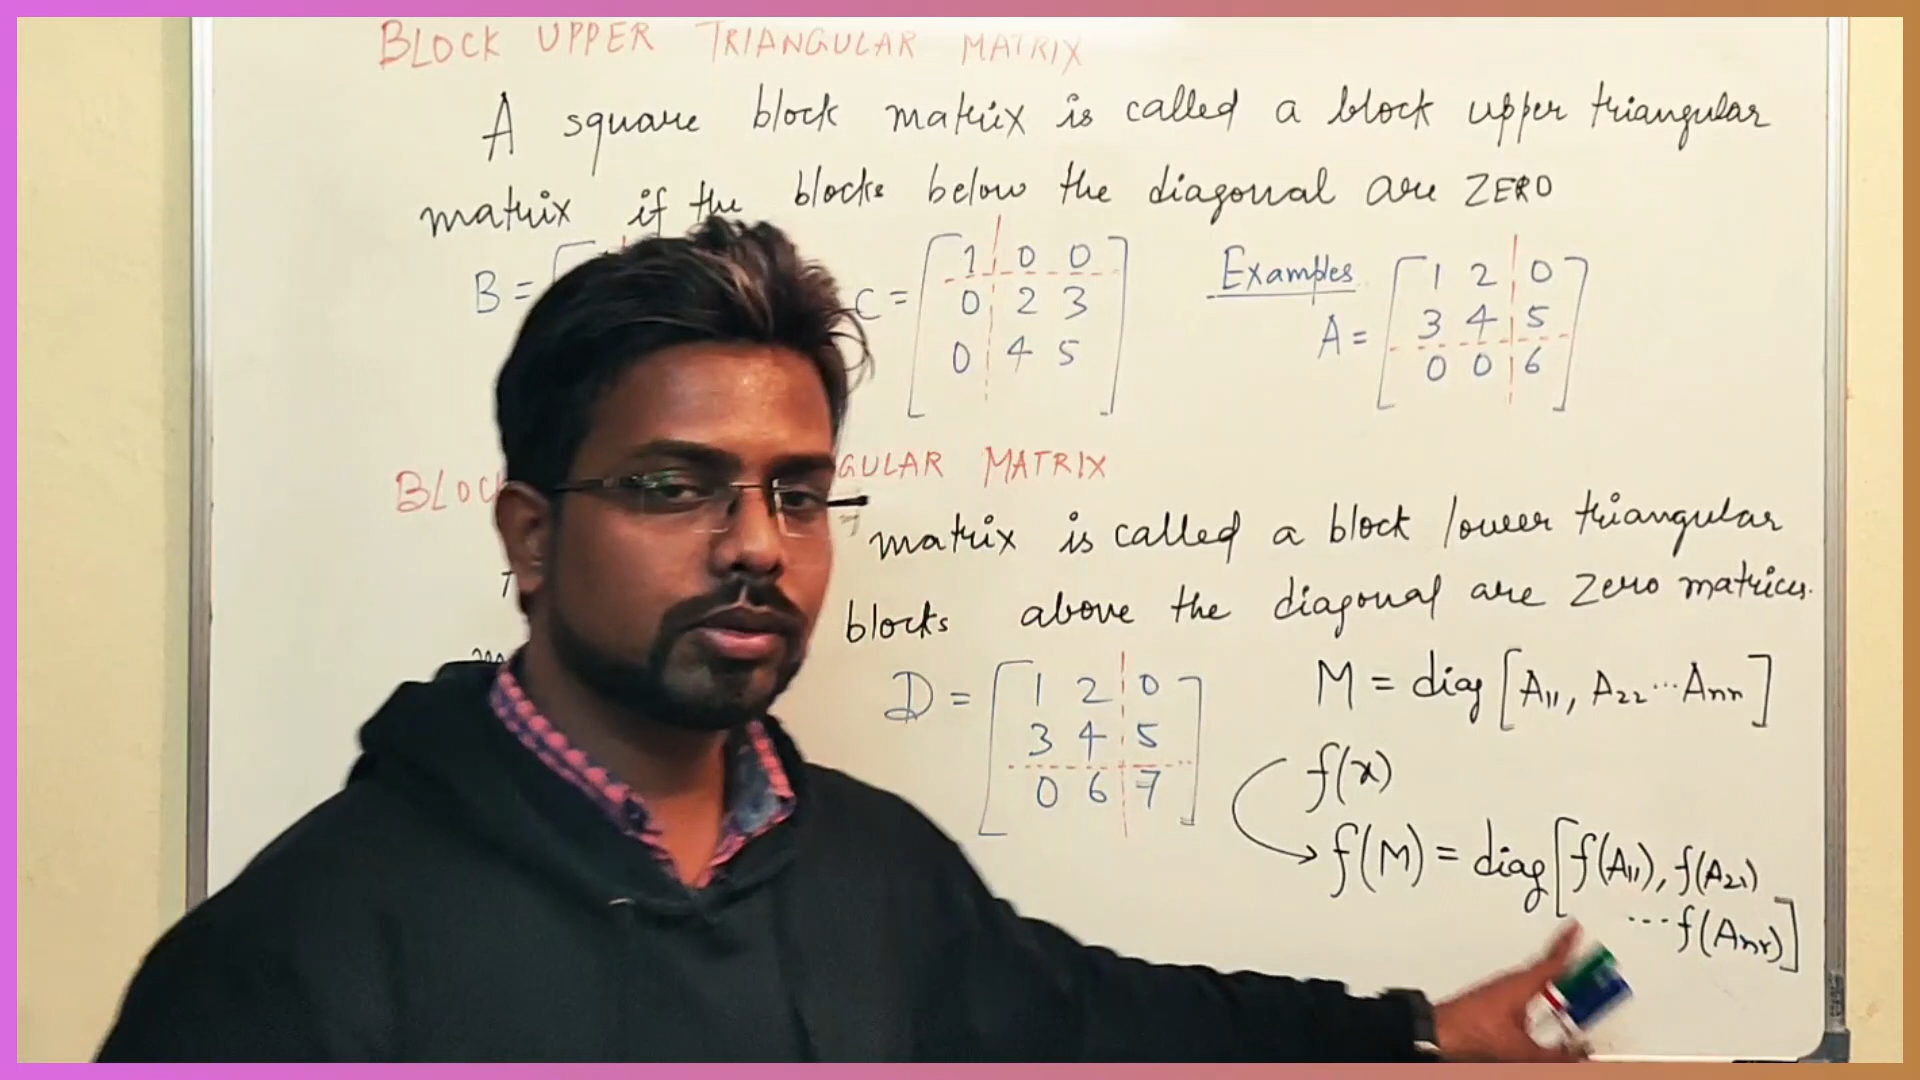 BLOCK UPPER TRIANGULAR MATRIX
A square block matrix is called a block upper triangular
matrix if the blocks below the diagonal are ZERO
B = [
C = [ 1 0 0
0 2 3
0 4 5 ]
Examples
A = [ 1 2 0
3 4 5
0 0 6 ]
GULAR MATRIX
matrix is called a block lower triangular
blocks above the diagonal are Zero matrices.
D = [ 1 2 0
3 4 5
0 6 7 ]
M = diag [A11, A22 ... Ann]
f(x)
f(M) = diag [f(A11), f(A22)
... f(Ann)]